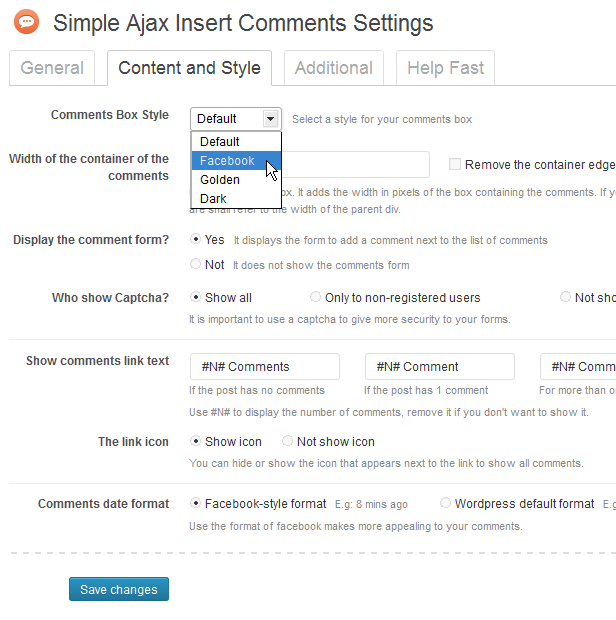 Simple Ajax Insert Comments Settings
General
Content and Style
Additional
Help Fast
Comments Box Style
Default
Select a style for your comments box
Default
Facebook
Golden
Dark
Width of the container of the
comments
Remove the container edge
ox. It adds the width in pixels of the box containing the comments. If yo
are shall refer to the width of the parent div.
Display the comment form?
Yes It displays the form to add a comment next to the list of comments
Not It does not show the comments form
Who show Captcha?
Show all
Only to non-registered users
Not sho
It is important to use a captcha to give more security to your forms.
Show comments link text
#N# Comments
#N# Comment
#N# Comm
If the post has no comments
If the post has 1 comment
For more than o
Use #N# to display the number of comments, remove it if you don't want to show it.
The link icon
Show icon
Not show icon
You can hide or show the icon that appears next to the link to show all comments.
Comments date format
Facebook-style format E.g: 8 mins ago
Wordpress default format E.g
Use the format of facebook makes more appealing to your comments.
Save changes